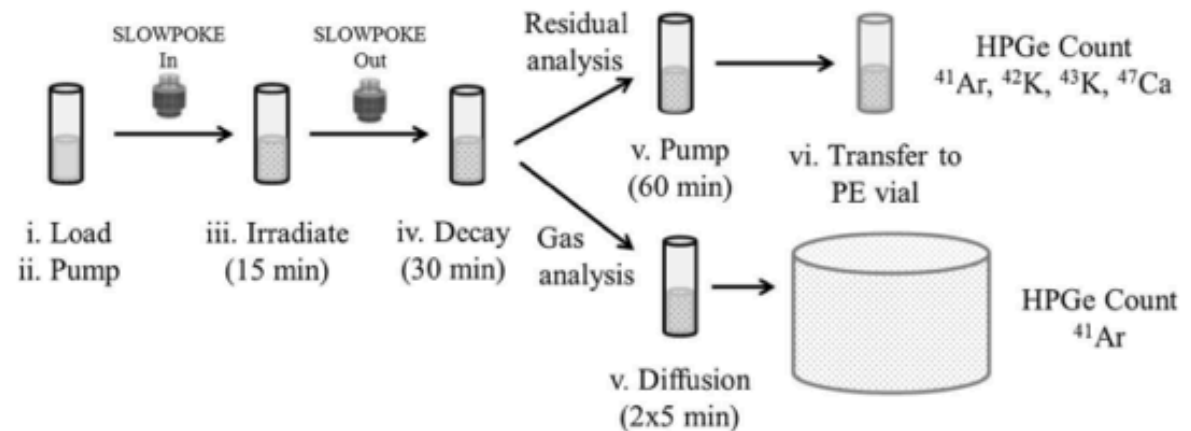 SLOWPOKE
In
SLOWPOKE
Out
Residual
analysis
HPGe Count
⁴¹Ar, ⁴²K, ⁴³K, ⁴⁷Ca
v. Pump
(60 min)
vi. Transfer to
PE vial
i. Load
ii. Pump
iii. Irradiate
(15 min)
iv. Decay
(30 min)
Gas
analysis
HPGe Count
⁴¹Ar
v. Diffusion
(2x5 min)